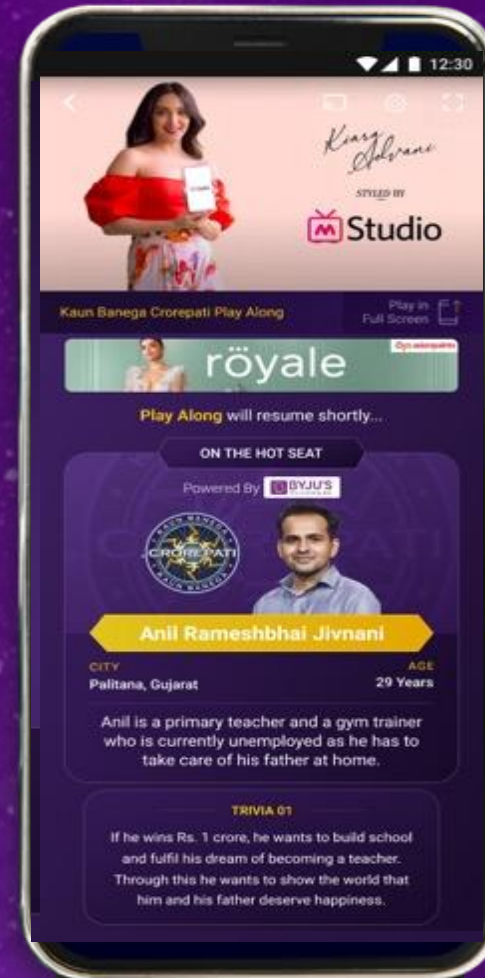 12:30
Kiara Advani
STYLED BY
M Studio
Kaun Banega Crorepati Play Along
Play in
Full Screen
röyale
Play Along will resume shortly...
ON THE HOT SEAT
Powered By BYJU'S
KAUN BANEGA
CROREPATI
KAUN BANEGA
Anil Rameshbhai Jivnani
CITY
AGE
Palitana, Gujarat
29 Years
Anil is a primary teacher and a gym trainer
who is currently unemployed as he has to
take care of his father at home.
TRIVIA 01
If he wins Rs. 1 crore, he wants to build school
and fulfil his dream of becoming a teacher.
Through this he wants to show the world that
him and his father deserve happiness.